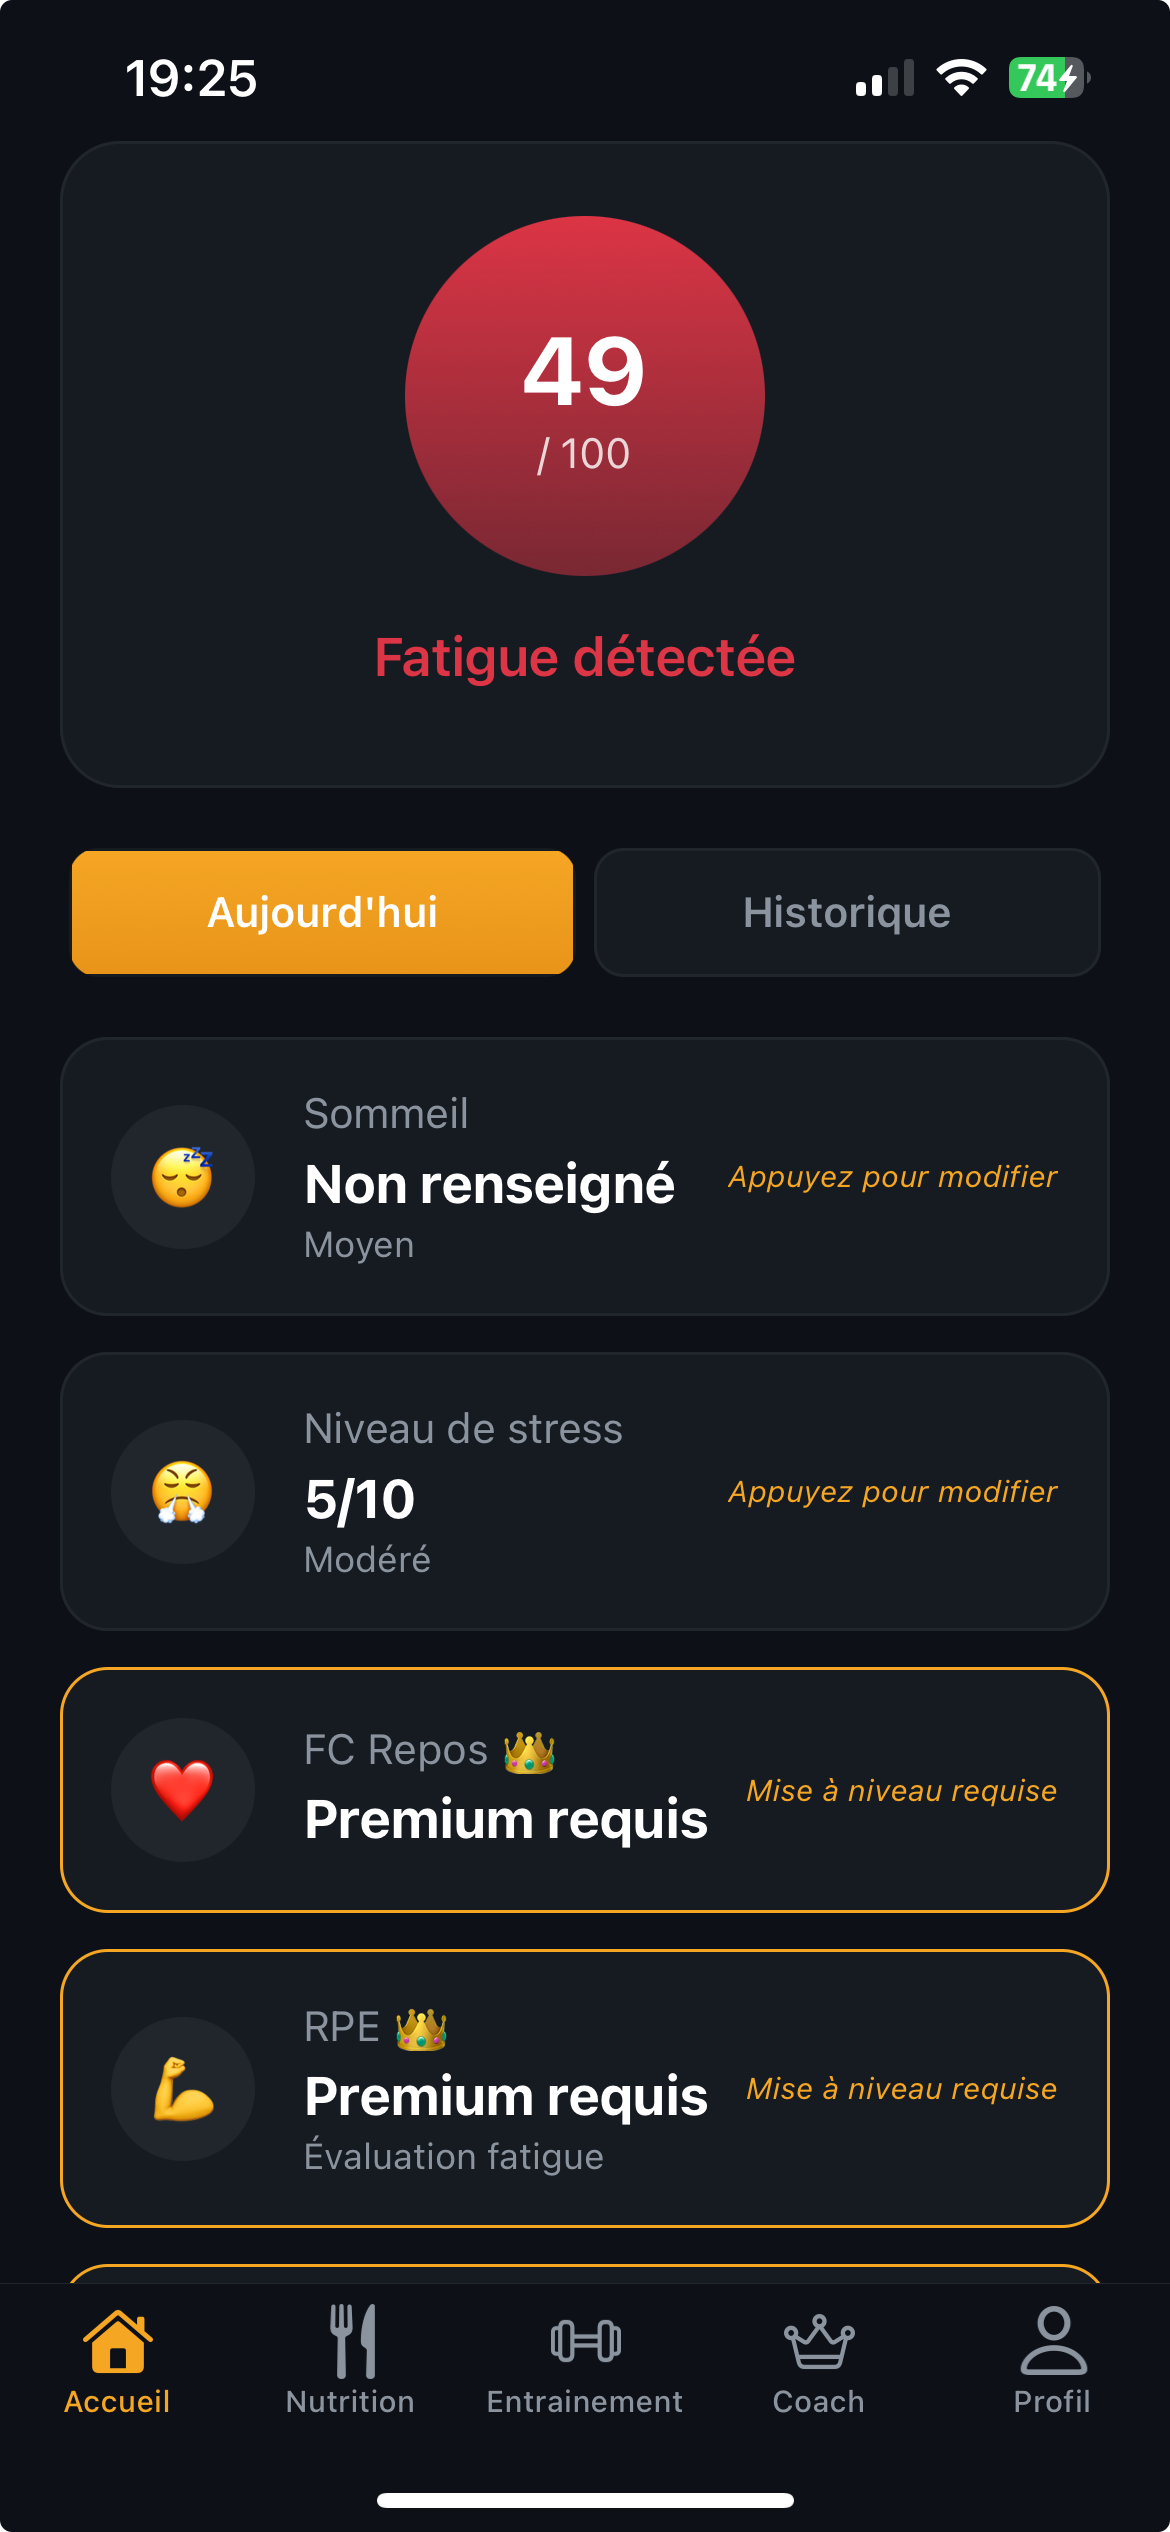 19:25
74
49
/ 100
Fatigue détectée
Aujourd'hui
Historique
Sommeil
Non renseigné
Appuyez pour modifier
Moyen
Niveau de stress
5/10
Appuyez pour modifier
Modéré
FC Repos
Premium requis
Mise à niveau requise
RPE
Premium requis
Mise à niveau requise
Évaluation fatigue
Accueil
Nutrition
Entrainement
Coach
Profil